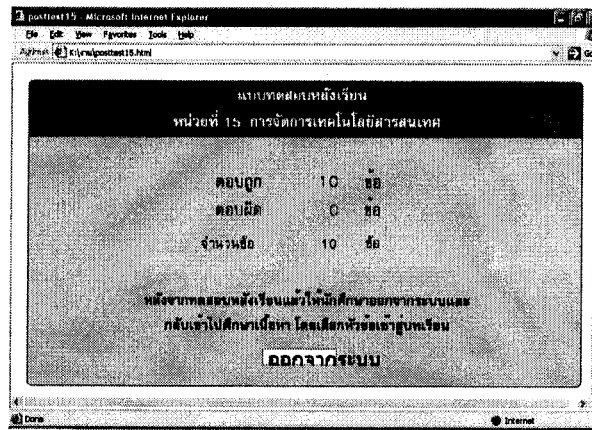 posttest15 - Microsoft Internet Explorer
File Edit View Favorites Tools Help
Address K:\rvu\posttest15.html Go
แบบทดสอบหลังเรียน
หน่วยที่ 15 การจัดการเทคโนโลยีสารสนเทศ
ตอบถูก 10 ข้อ
ตอบผิด 0 ข้อ
จำนวนข้อ 10 ข้อ
หลังจากทดสอบหลังเรียนแล้วให้นักศึกษาออกจากระบบและ
กลับเข้าไปศึกษาเนื้อหา โดยเลือกหัวข้อเข้าสู่บทเรียน
ออกจากระบบ
Done Internet